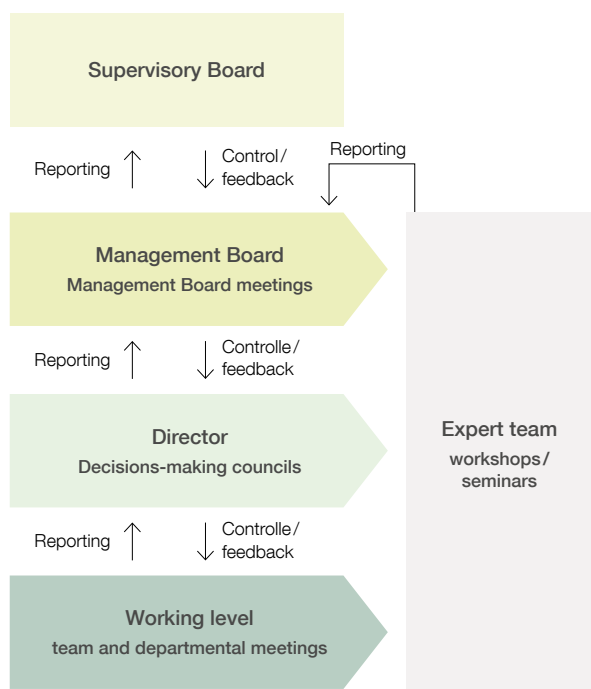 Supervisory Board
Reporting
Control/
feedback
Reporting
Management Board
Management Board meetings
Reporting
Controlle/
feedback
Director
Decisions-making councils
Expert team
workshops/
seminars
Reporting
Controlle/
feedback
Working level
team and departmental meetings